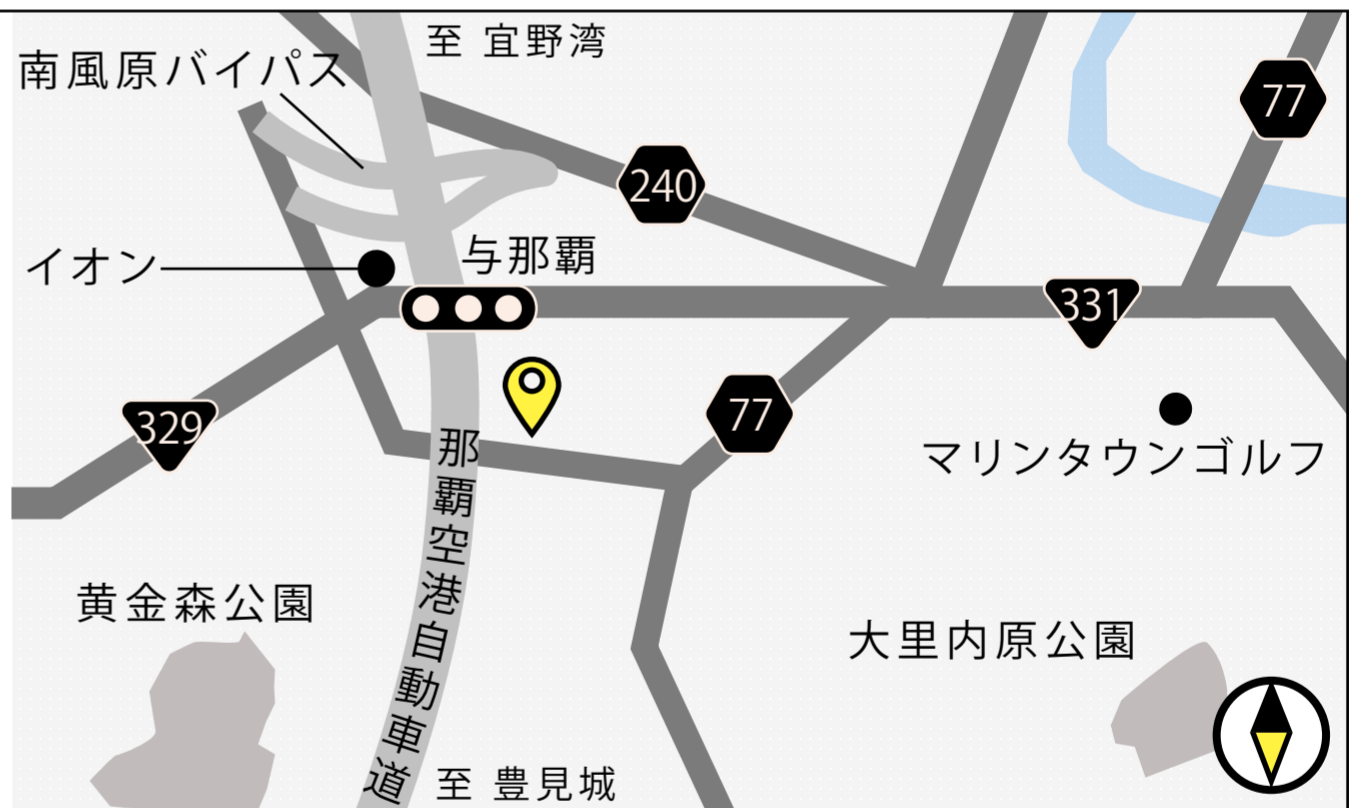 至 宜野湾
南風原バイパス
77
240
与那覇
イオン
331
77
329
マリンタウンゴルフ
那覇空港自動車道
黄金森公園
大里内原公園
至 豊見城